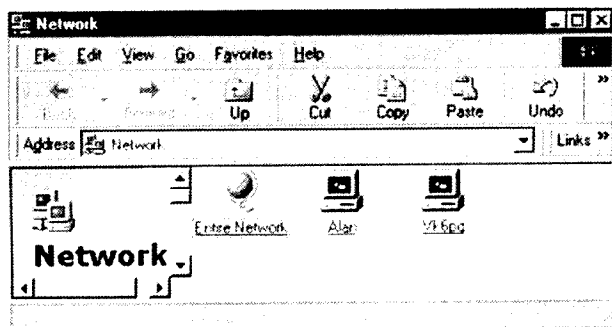 Network
File Edit View Go Favorites Help
Up Cut Copy Paste Undo »
Address Network Links »
Entire Network Alan
Network